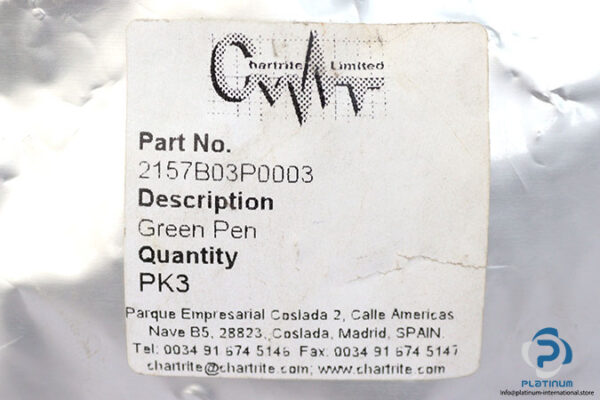 Chartrite Limited
Part No.
2157B03P0003
Description
Green Pen
Quantity
PK3
Parque Empresarial Coslada 2, Calle Americas
Nave B5, 28823, Coslada, Madrid, SPAIN.
Tel: 0034 91 674 5146 Fax: 0034 91 674 5147
chartrite@chartrite.com; www.chartrite.com
PLATINUM
info@platinum-international.store